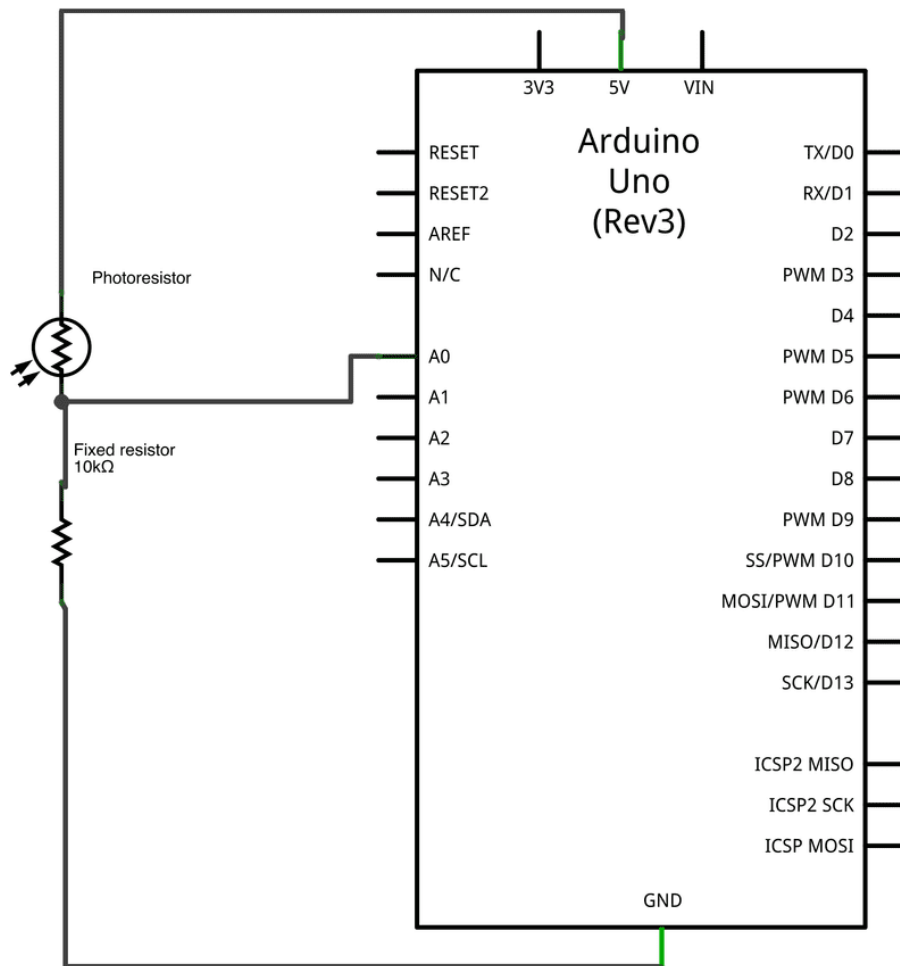 3V3
5V
VIN
Arduino
Uno
(Rev3)
RESET
RESET2
AREF
N/C
A0
A1
A2
A3
A4/SDA
A5/SCL
TX/D0
RX/D1
D2
PWM D3
D4
PWM D5
PWM D6
D7
D8
PWM D9
SS/PWM D10
MOSI/PWM D11
MISO/D12
SCK/D13
ICSP2 MISO
ICSP2 SCK
ICSP MOSI
GND
Photoresistor
Fixed resistor
10kΩ